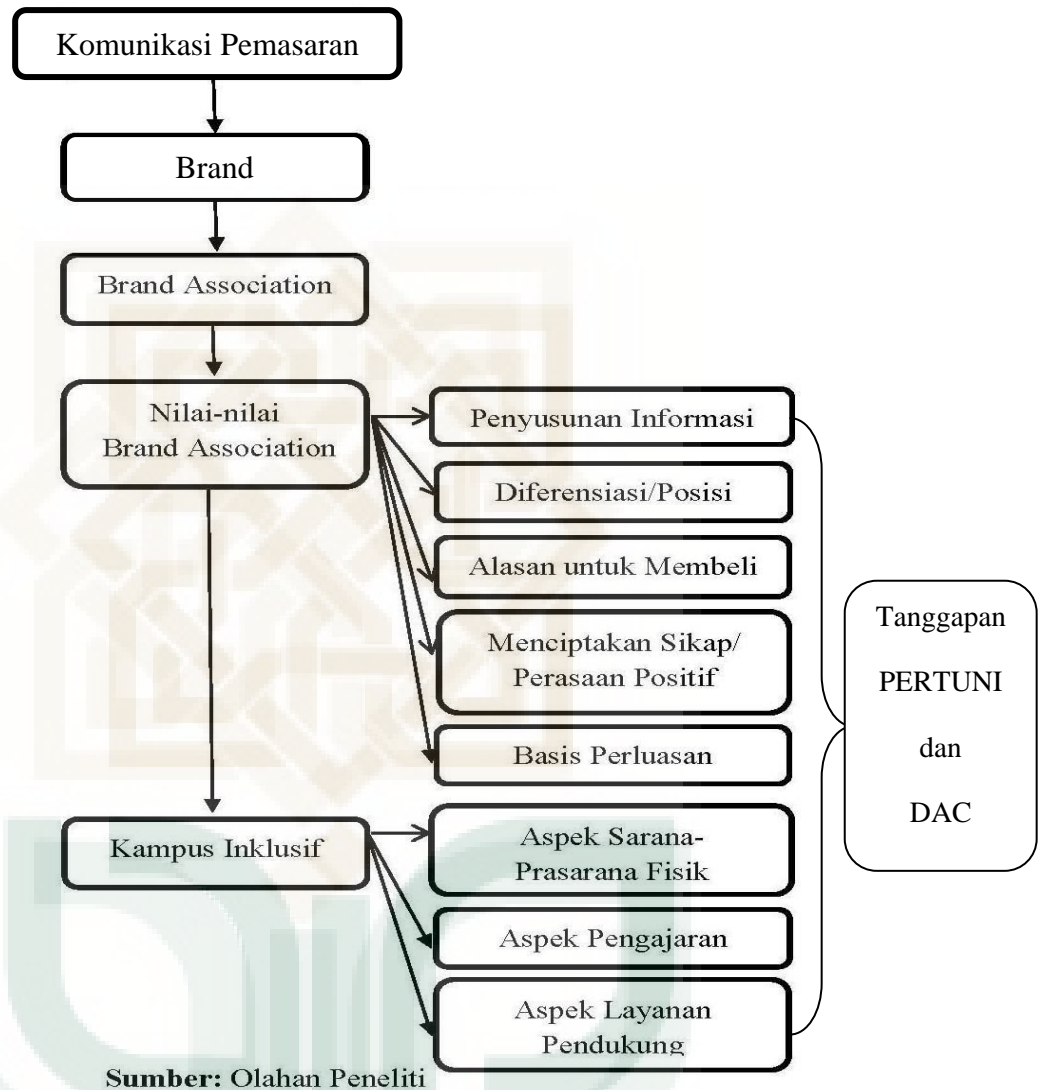 Komunikasi Pemasaran
Brand
Brand Association
Nilai-nilai
Brand Association
Penyusunan Informasi
Diferensiasi/Posisi
Alasan untuk Membeli
Menciptakan Sikap/
Perasaan Positif
Basis Perluasan
Kampus Inklusif
Aspek Sarana-
Prasarana Fisik
Aspek Pengajaran
Aspek Layanan
Pendukung
Tanggapan
PERTUNI
dan
DAC
Sumber: Olahan Peneliti